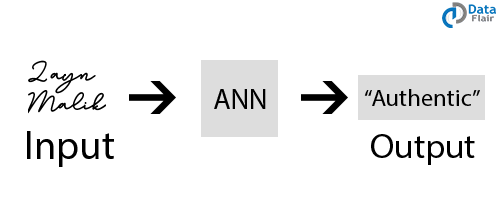 Data
Flair
Zayn
Malik
ANN
“Authentic”
Input
Output